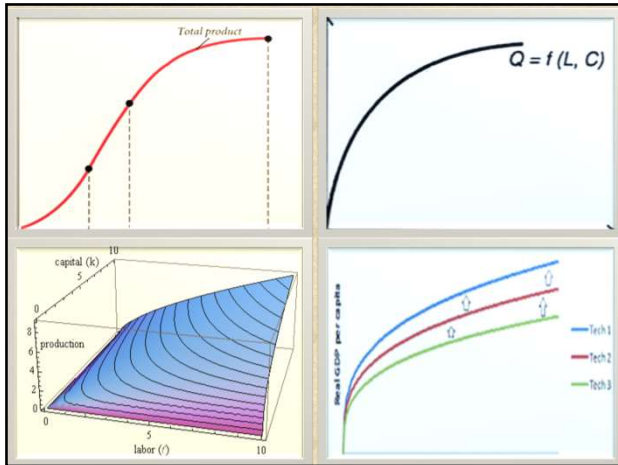 Total product
Q = f (L, C)
capital (k)
10
5
0
8
production
6
4
2
0
0
5
10
labor (ℓ)
Real GDP per capita
Tech 1
Tech 2
Tech 3